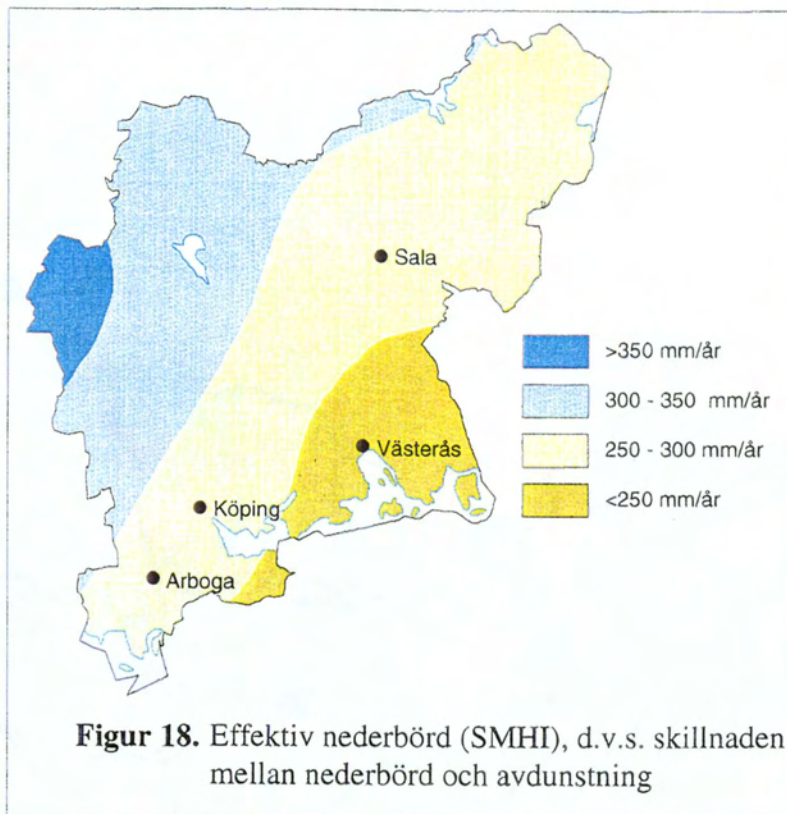 Sala
>350 mm/år
300 - 350 mm/år
Västerås
250 - 300 mm/år
<250 mm/år
Köping
Arboga
Figur 18. Effektiv nederbörd (SMHI), d.v.s. skillnaden
mellan nederbörd och avdunstning